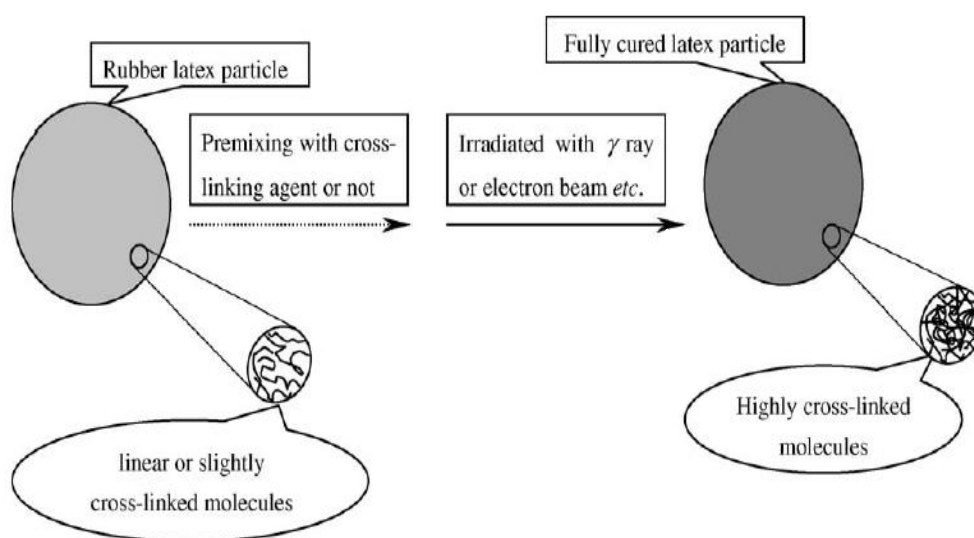 Rubber latex particle
Premixing with cross-
linking agent or not
Irradiated with γ ray
or electron beam etc.
Fully cured latex particle
linear or slightly
cross-linked molecules
Highly cross-linked
molecules